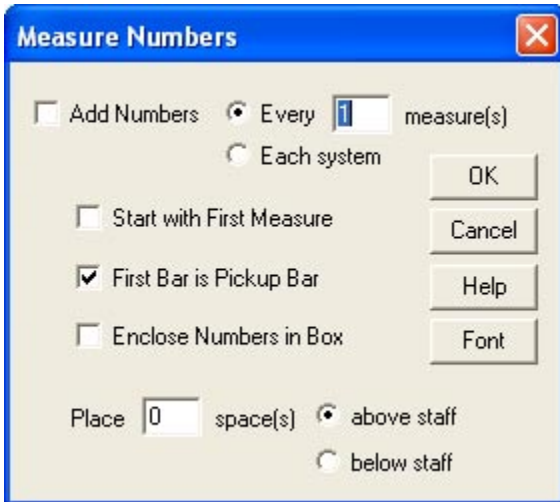 Measure Numbers
Add Numbers Every 1 measure(s)
Each system
OK
Start with First Measure
Cancel
First Bar is Pickup Bar
Help
Enclose Numbers in Box
Font
Place 0 space(s) above staff
below staff